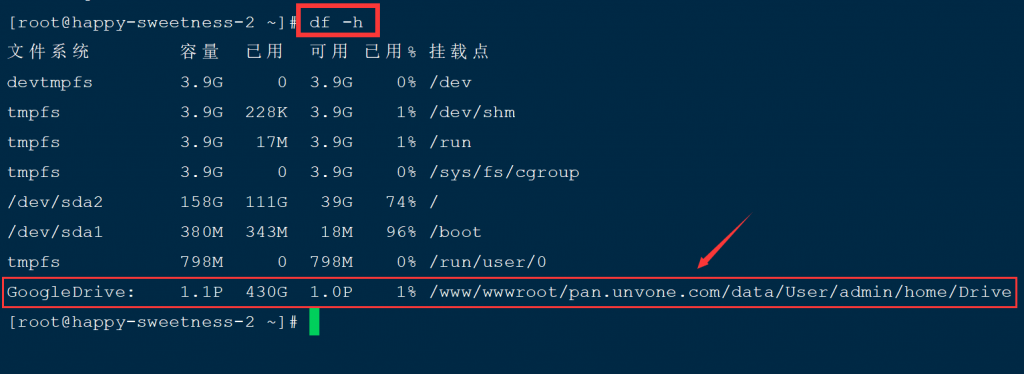 [root@happy-sweetness-2 ~]# df -h
文件系统 容量 已用 可用 已用% 挂载点
devtmpfs 3.9G 0 3.9G 0% /dev
tmpfs 3.9G 228K 3.9G 1% /dev/shm
tmpfs 3.9G 17M 3.9G 1% /run
tmpfs 3.9G 0 3.9G 0% /sys/fs/cgroup
/dev/sda2 158G 111G 39G 74% /
/dev/sda1 380M 343M 18M 96% /boot
tmpfs 798M 0 798M 0% /run/user/0
GoogleDrive: 1.1P 430G 1.0P 1% /www/wwwroot/pan.unvone.com/data/User/admin/home/Drive
[root@happy-sweetness-2 ~]#